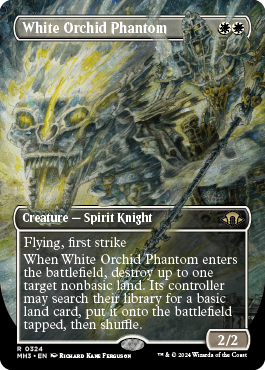 White Orchid Phantom
Creature — Spirit Knight
Flying, first strike
When White Orchid Phantom enters
the battlefield, destroy up to one
target nonbasic land. Its controller
may search their library for a basic
land card, put it onto the battlefield
tapped, then shuffle.
2/2
R 0324
MH3 • EN Richard Kane Ferguson
™ & © 2024 Wizards of the Coast